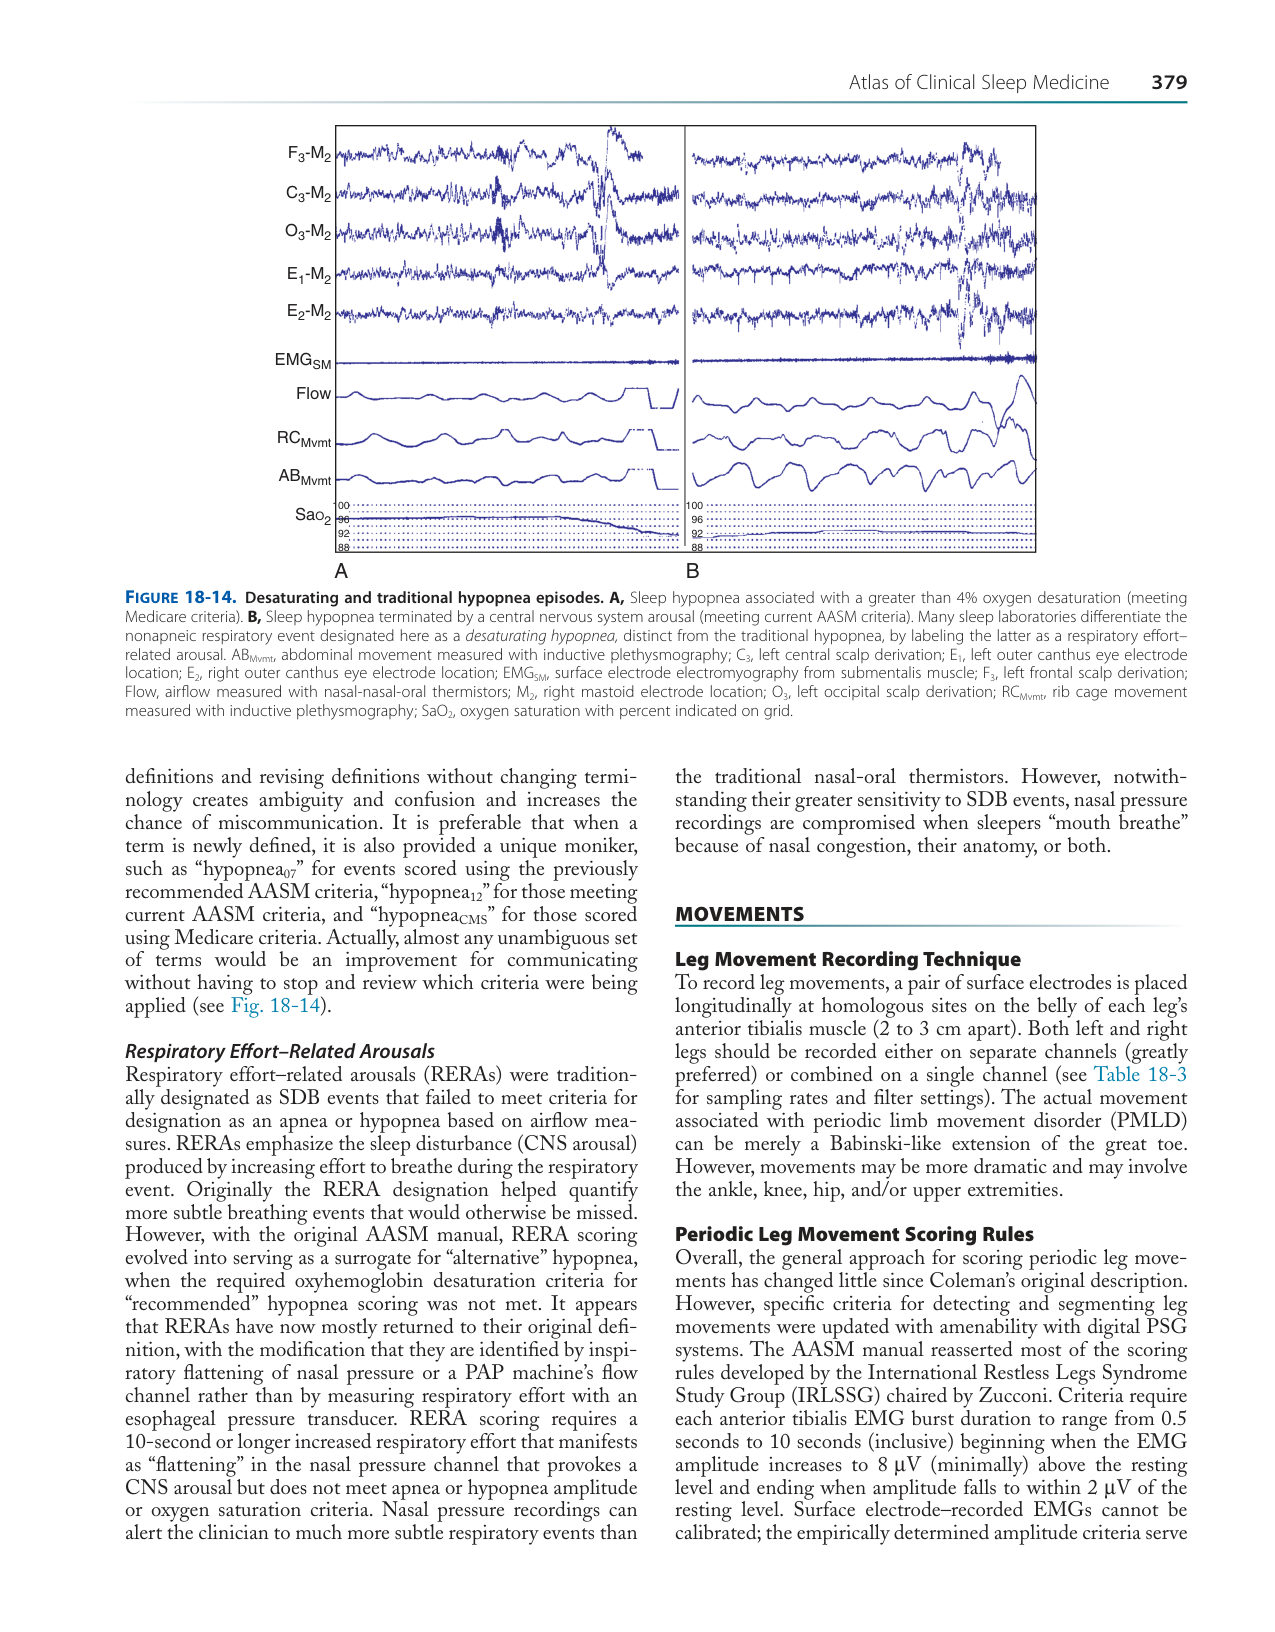 Atlas of Clinical Sleep Medicine 379
F3-M2
C3-M2
O3-M2
E1-M2
E2-M2
EMGSM
Flow
RCMvmt
ABMvmt
SaO2
100
96
92
88
100
96
92
88
A B
FIGURE 18-14. Desaturating and traditional hypopnea episodes. A, Sleep hypopnea associated with a greater than 4% oxygen desaturation (meeting
Medicare criteria). B, Sleep hypopnea terminated by a central nervous system arousal (meeting current AASM criteria). Many sleep laboratories differentiate the
nonapneic respiratory event designated here as a desaturating hypopnea, distinct from the traditional hypopnea, by labeling the latter as a respiratory effort–
related arousal. ABMvmt, abdominal movement measured with inductive plethysmography; C3, left central scalp derivation; E1, left outer canthus eye electrode
location; E2, right outer canthus eye electrode location; EMGSM, surface electrode electromyography from submentalis muscle; F3, left frontal scalp derivation;
Flow, airflow measured with nasal-nasal-oral thermistors; M2, right mastoid electrode location; O3, left occipital scalp derivation; RCMvmt, rib cage movement
measured with inductive plethysmography; SaO2, oxygen saturation with percent indicated on grid.
definitions and revising definitions without changing termi-
nology creates ambiguity and confusion and increases the
chance of miscommunication. It is preferable that when a
term is newly defined, it is also provided a unique moniker,
such as “hypopnea07” for events scored using the previously
recommended AASM criteria, “hypopnea12” for those meeting
current AASM criteria, and “hypopneaCMS” for those scored
using Medicare criteria. Actually, almost any unambiguous set
of terms would be an improvement for communicating
without having to stop and review which criteria were being
applied (see Fig. 18-14).
Respiratory Effort–Related Arousals
Respiratory effort–related arousals (RERAs) were tradition-
ally designated as SDB events that failed to meet criteria for
designation as an apnea or hypopnea based on airflow mea-
sures. RERAs emphasize the sleep disturbance (CNS arousal)
produced by increasing effort to breathe during the respiratory
event. Originally the RERA designation helped quantify
more subtle breathing events that would otherwise be missed.
However, with the original AASM manual, RERA scoring
evolved into serving as a surrogate for “alternative” hypopnea,
when the required oxyhemoglobin desaturation criteria for
“recommended” hypopnea scoring was not met. It appears
that RERAs have now mostly returned to their original defi-
nition, with the modification that they are identified by inspi-
ratory flattening of nasal pressure or a PAP machine’s flow
channel rather than by measuring respiratory effort with an
esophageal pressure transducer. RERA scoring requires a
10-second or longer increased respiratory effort that manifests
as “flattening” in the nasal pressure channel that provokes a
CNS arousal but does not meet apnea or hypopnea amplitude
or oxygen saturation criteria. Nasal pressure recordings can
alert the clinician to much more subtle respiratory events than
the traditional nasal-oral thermistors. However, notwith-
standing their greater sensitivity to SDB events, nasal pressure
recordings are compromised when sleepers “mouth breathe”
because of nasal congestion, their anatomy, or both.
MOVEMENTS
Leg Movement Recording Technique
To record leg movements, a pair of surface electrodes is placed
longitudinally at homologous sites on the belly of each leg’s
anterior tibialis muscle (2 to 3 cm apart). Both left and right
legs should be recorded either on separate channels (greatly
preferred) or combined on a single channel (see Table 18-3
for sampling rates and filter settings). The actual movement
associated with periodic limb movement disorder (PMLD)
can be merely a Babinski-like extension of the great toe.
However, movements may be more dramatic and may involve
the ankle, knee, hip, and/or upper extremities.
Periodic Leg Movement Scoring Rules
Overall, the general approach for scoring periodic leg move-
ments has changed little since Coleman’s original description.
However, specific criteria for detecting and segmenting leg
movements were updated with amenability with digital PSG
systems. The AASM manual reasserted most of the scoring
rules developed by the International Restless Legs Syndrome
Study Group (IRLSSG) chaired by Zucconi. Criteria require
each anterior tibialis EMG burst duration to range from 0.5
seconds to 10 seconds (inclusive) beginning when the EMG
amplitude increases to 8 μV (minimally) above the resting
level and ending when amplitude falls to within 2 μV of the
resting level. Surface electrode–recorded EMGs cannot be
calibrated; the empirically determined amplitude criteria serve